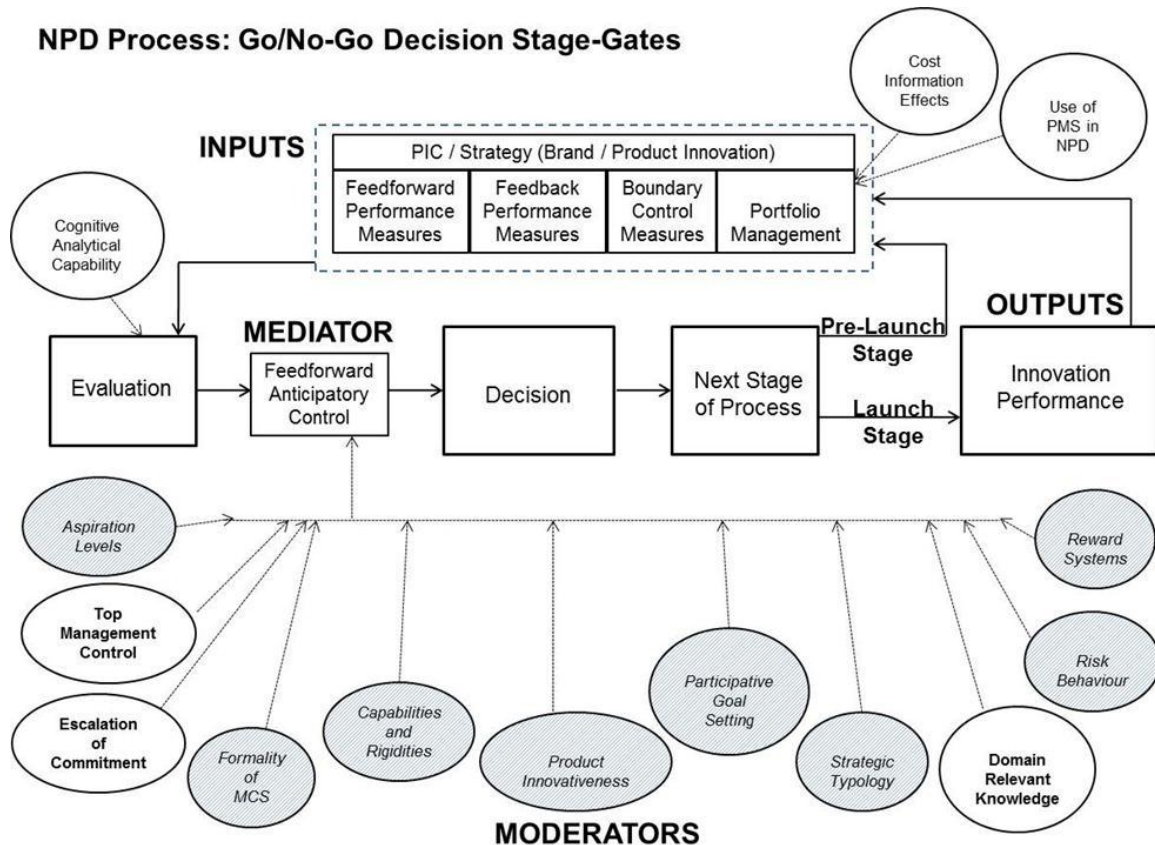 NPD Process: Go/No-Go Decision Stage-Gates
Cost
Information
Effects
Use of
PMS in
NPD
INPUTS
PIC / Strategy (Brand / Product Innovation)
Feedforward
Performance
Measures
Feedback
Performance
Measures
Boundary
Control
Measures
Portfolio
Management
Cognitive
Analytical
Capability
MEDIATOR
OUTPUTS
Evaluation
Feedforward
Anticipatory
Control
Decision
Next Stage
of Process
Pre-Launch
Stage
Launch
Stage
Innovation
Performance
Aspiration
Levels
Reward
Systems
Top
Management
Control
Risk
Behaviour
Escalation
of
Commitment
Formality
of
MCS
Capabilities
and
Rigidities
Product
Innovativeness
Participative
Goal
Setting
Strategic
Typology
Domain
Relevant
Knowledge
MODERATORS